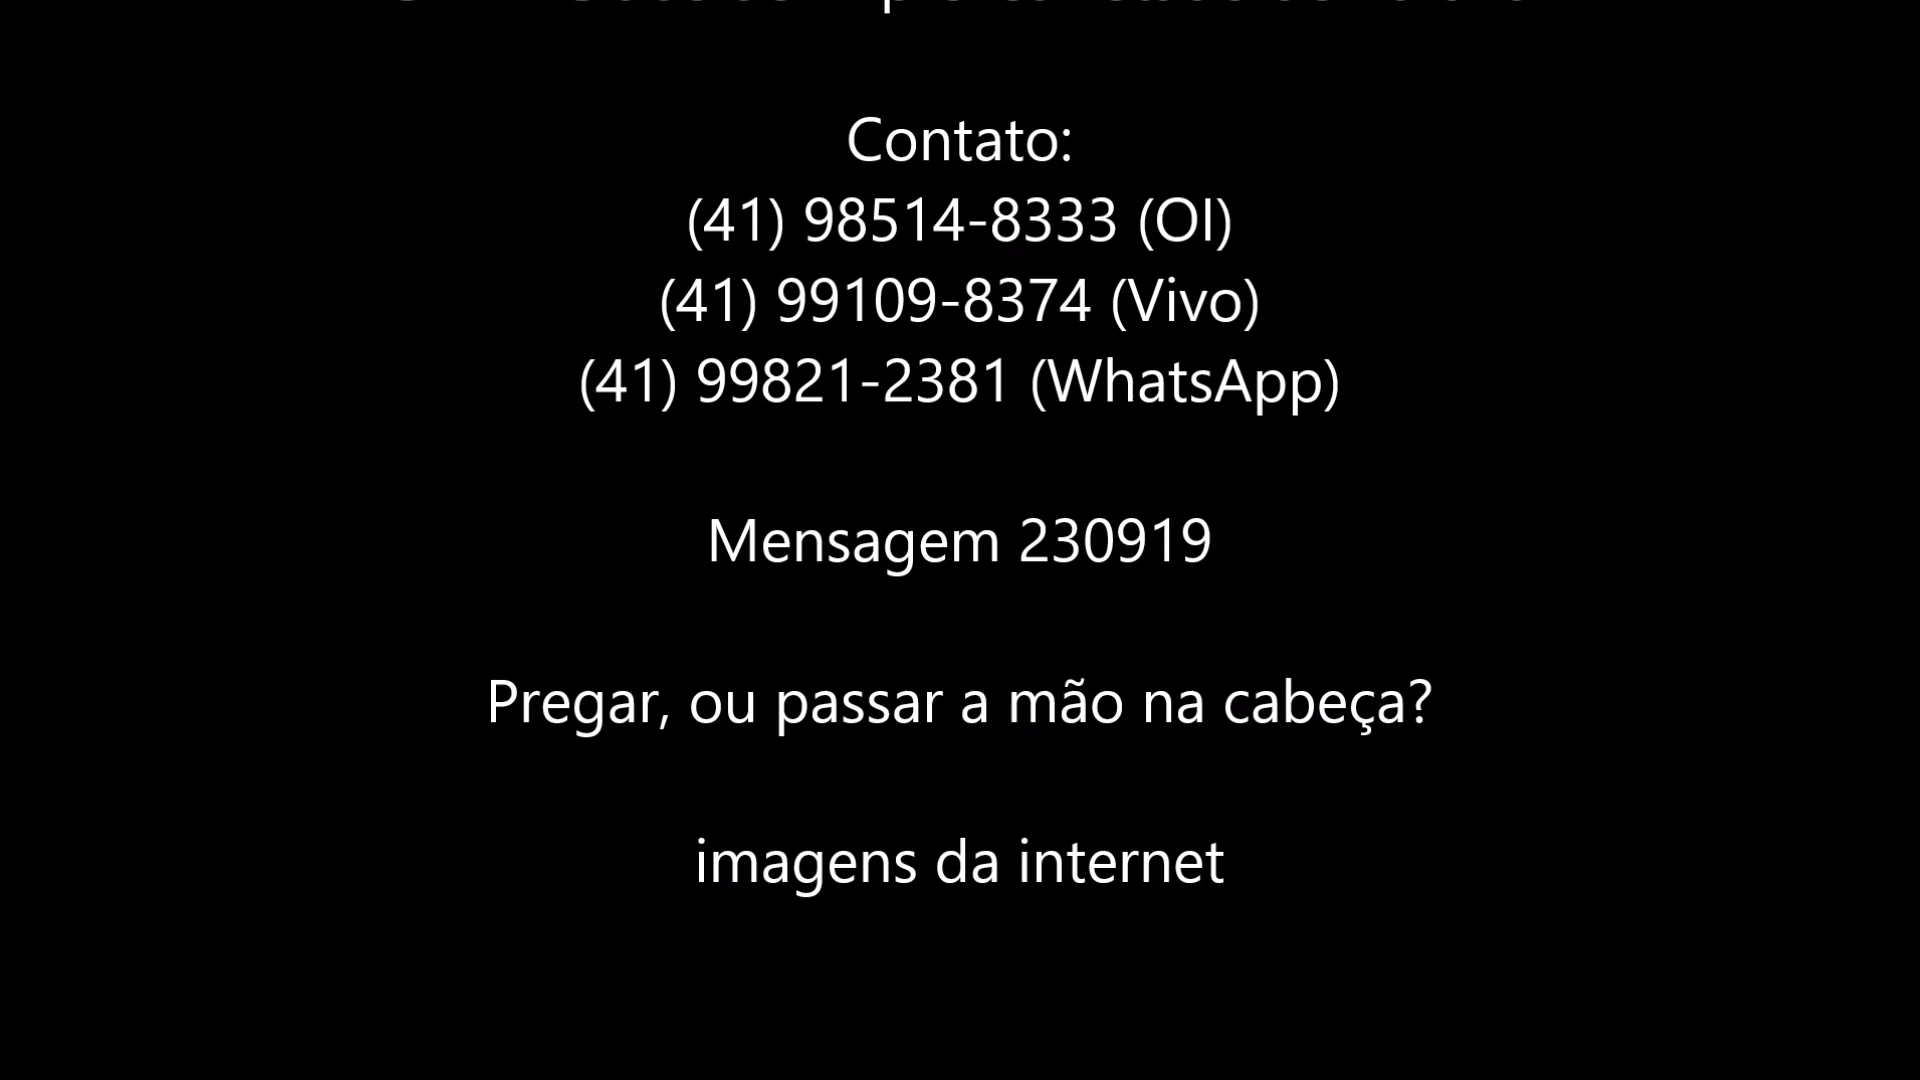 Contato:
(41) 98514-8333 (OI)
(41) 99109-8374 (Vivo)
(41) 99821-2381 (WhatsApp)
Mensagem 230919
Pregar, ou passar a mão na cabeça?
imagens da internet